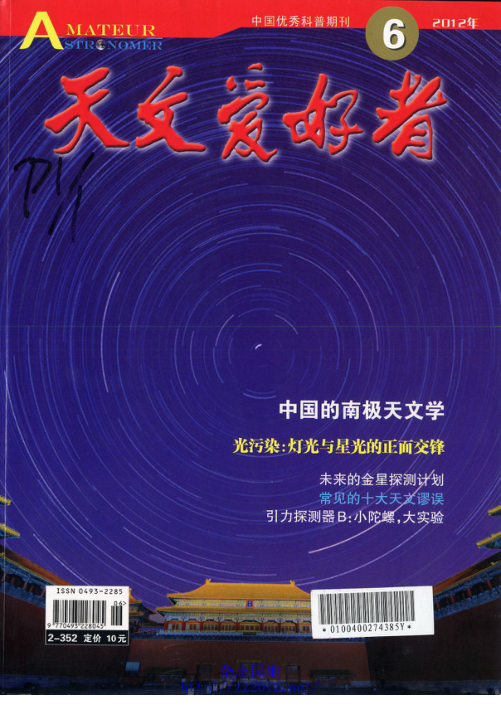 AMATEUR
ASTRONOMER
中国优秀科普期刊
6
2012年
天文爱好者
中国的南极天文学
光污染:灯光与星光的正面交锋
未来的金星探测计划
常见的十大天文谬误
引力探测器B:小陀螺,大实验
ISSN 0493-2285
06>
9 770493 228045
2-352 定价 10元
*0100400274385Y*